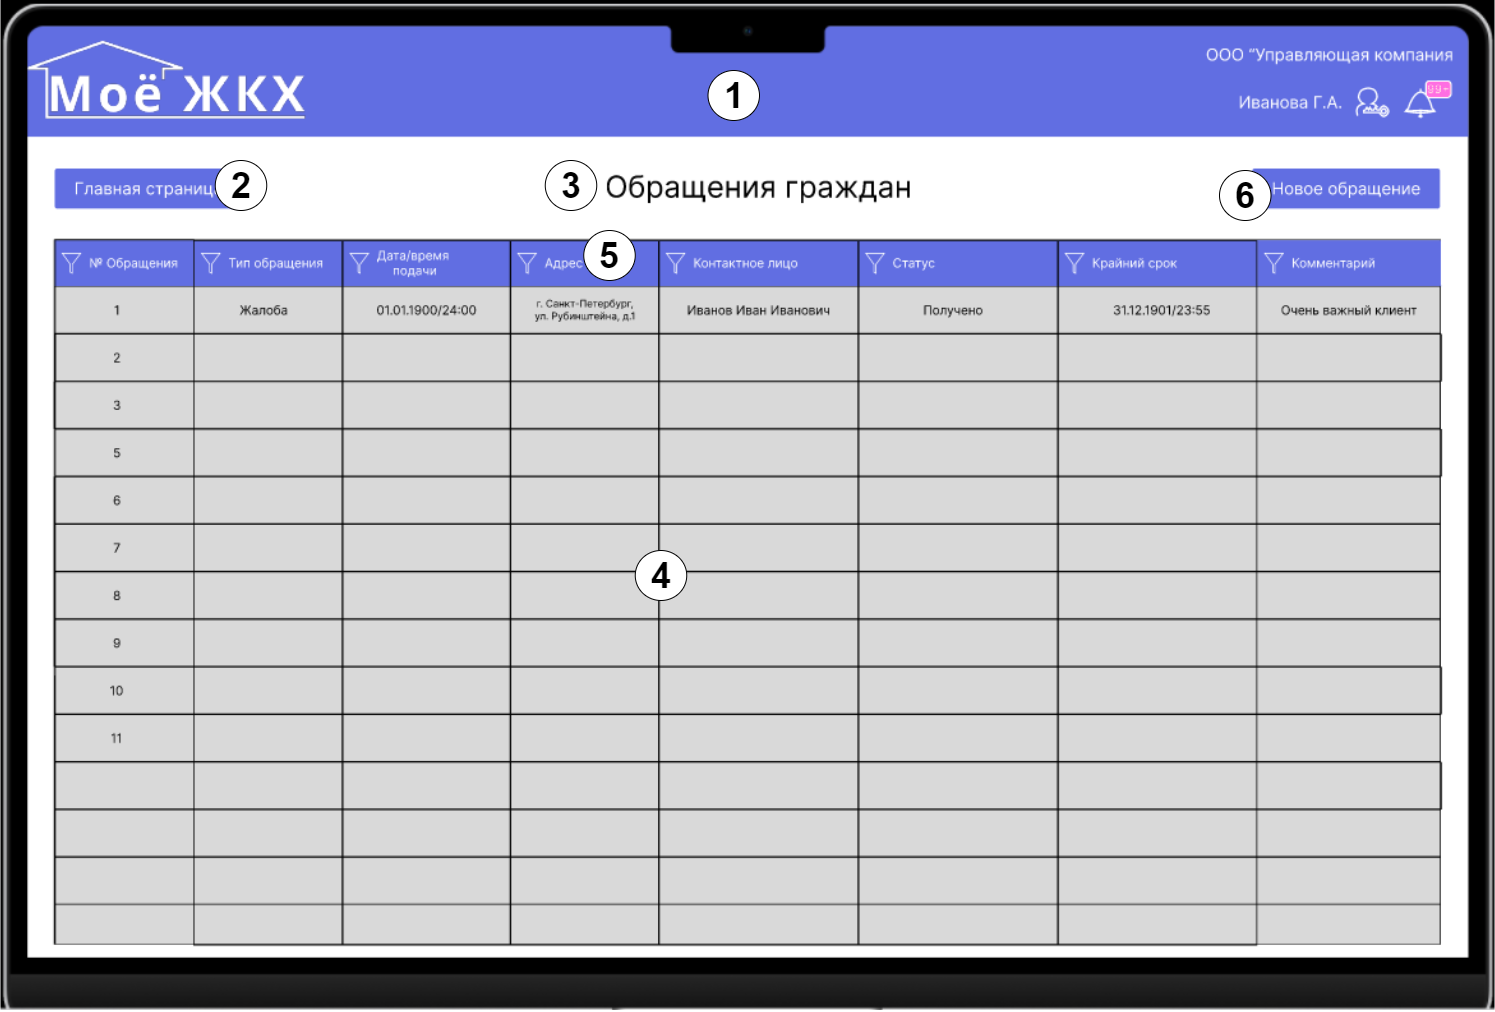 ООО "Управляющая компания
Моё ЖКХ
1
Иванова Г.А.
99+
Главная страниц
2
3
Обращения граждан
6
Новое обращение
№ Обращения
Тип обращения
Дата/время
подачи
Адрес
5
Контактное лицо
Статус
Крайний срок
Комментарий
1
Жалоба
01.01.1900/24:00
г. Санкт-Петербург,
ул. Рубинштейна, д.1
Иванов Иван Иванович
Получено
31.12.1901/23:55
Очень важный клиент
2
3
5
6
7
4
8
9
10
11